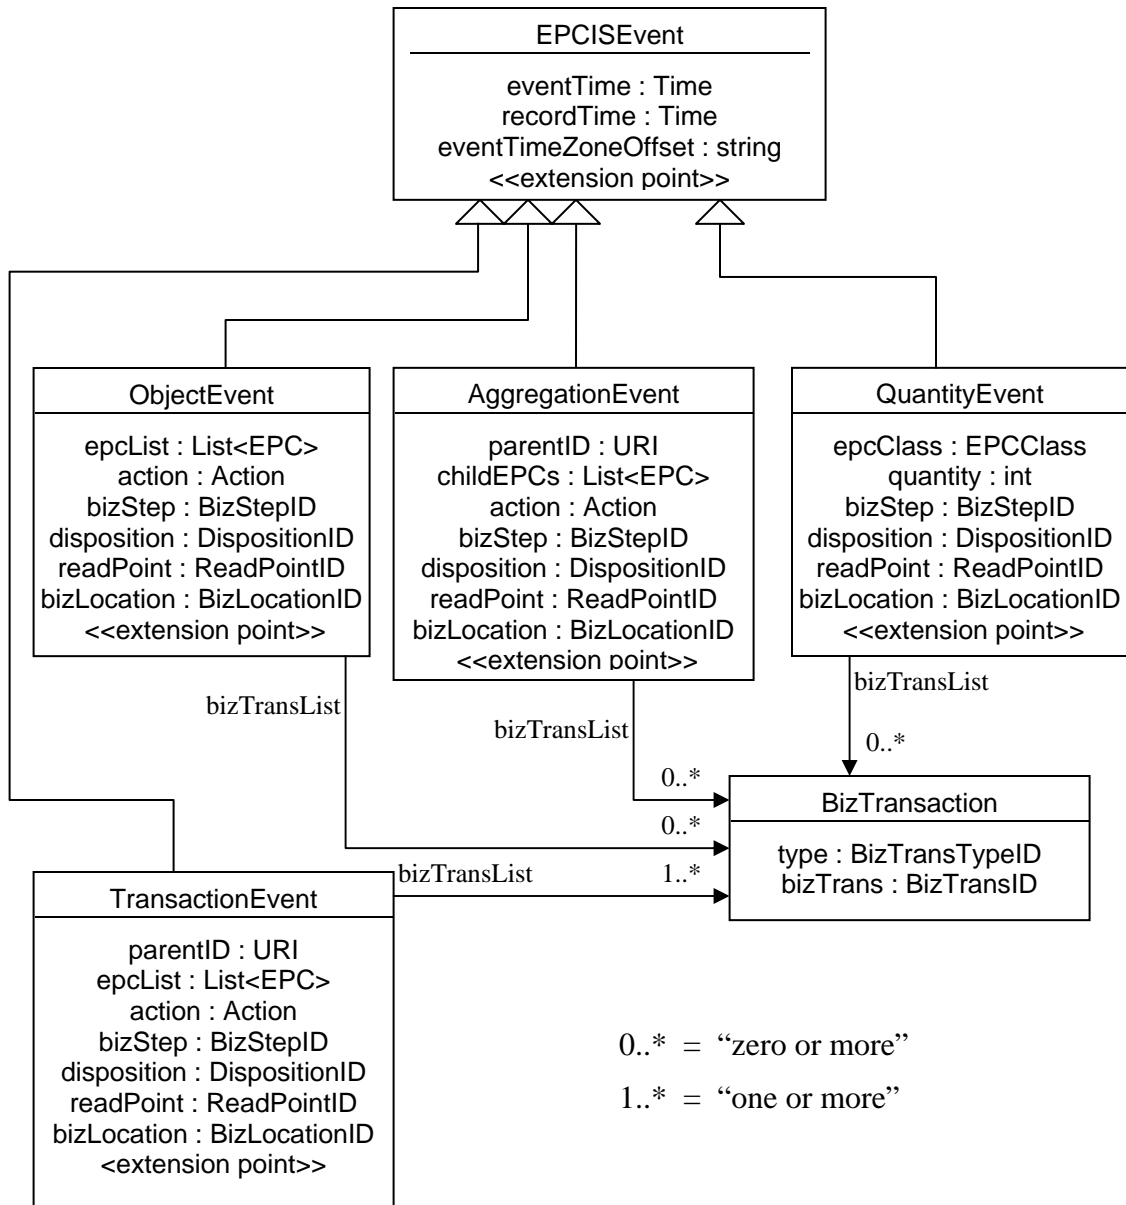 EPCISEvent
eventTime : Time
recordTime : Time
eventTimeZoneOffset : string
<<extension point>>
ObjectEvent
epcList : List<EPC>
action : Action
bizStep : BizStepID
disposition : DispositionID
readPoint : ReadPointID
bizLocation : BizLocationID
<<extension point>>
AggregationEvent
parentID : URI
childEPCs : List<EPC>
action : Action
bizStep : BizStepID
disposition : DispositionID
readPoint : ReadPointID
bizLocation : BizLocationID
<<extension point>>
QuantityEvent
epcClass : EPCClass
quantity : int
bizStep : BizStepID
disposition : DispositionID
readPoint : ReadPointID
bizLocation : BizLocationID
<<extension point>>
bizTransList
bizTransList
bizTransList
0..*
0..*
0..*
BizTransaction
type : BizTransTypeID
bizTrans : BizTransID
bizTransList
1..*
TransactionEvent
parentID : URI
epcList : List<EPC>
action : Action
bizStep : BizStepID
disposition : DispositionID
readPoint : ReadPointID
bizLocation : BizLocationID
<extension point>>
0..* = “zero or more”
1..* = “one or more”